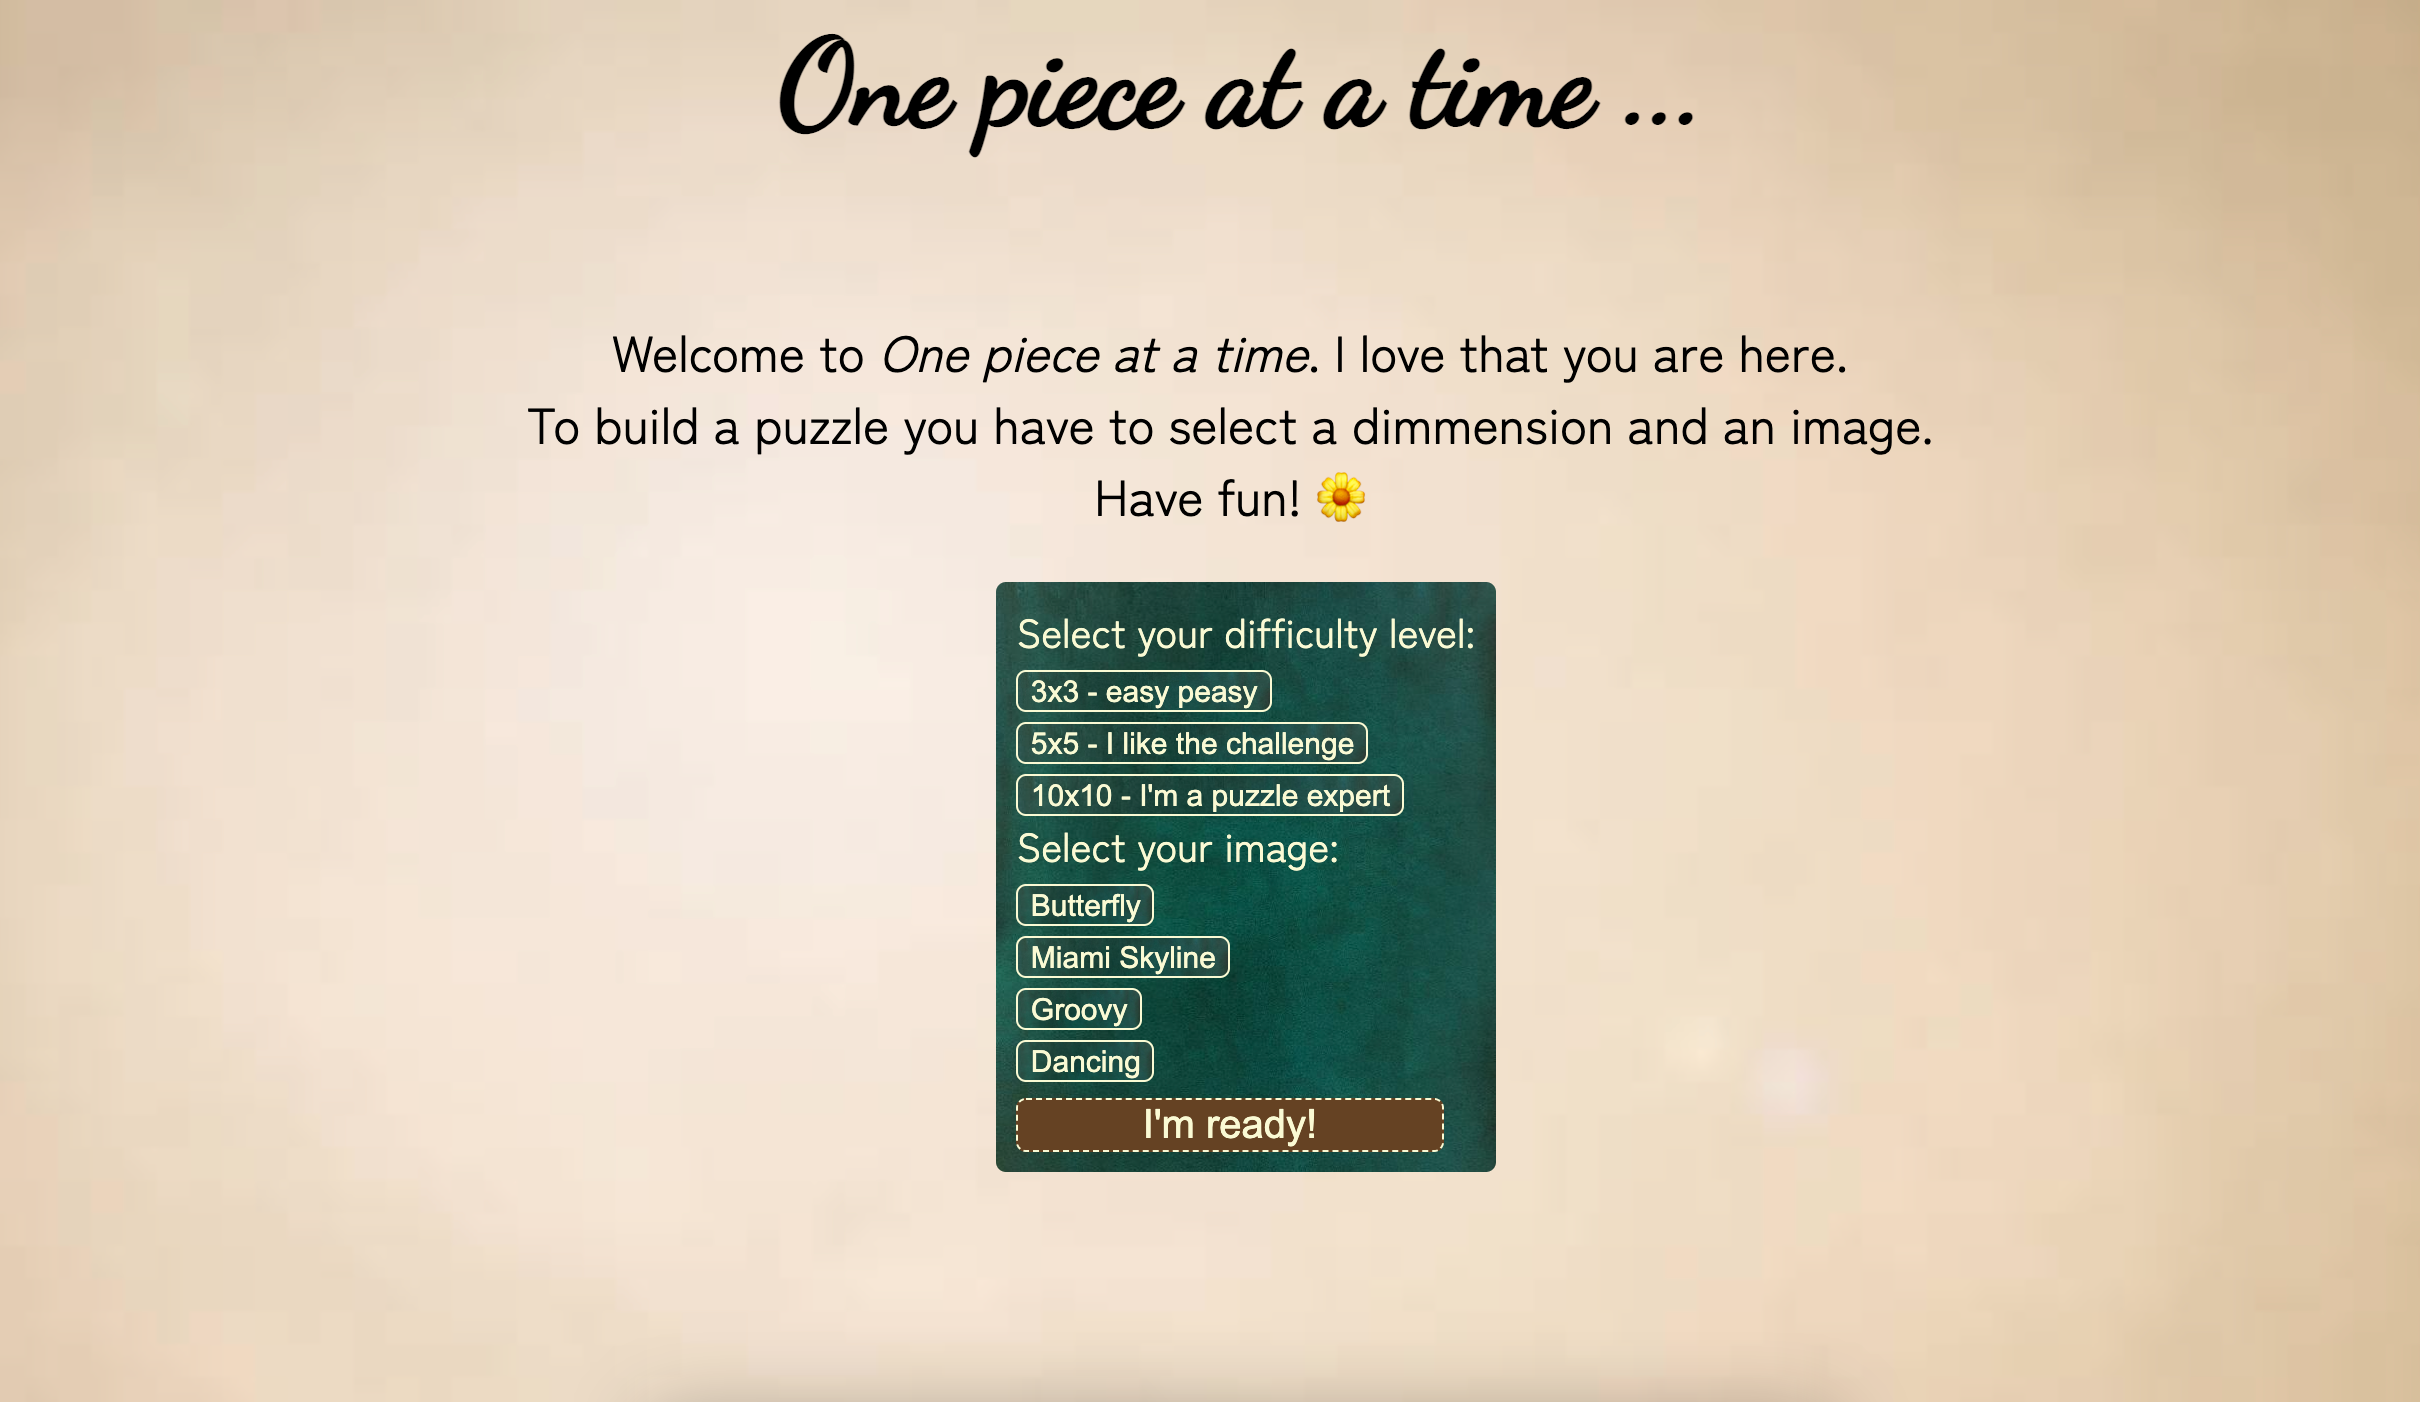 One piece at a time ...
Welcome to One piece at a time. I love that you are here.
To build a puzzle you have to select a dimmension and an image.
Have fun! 🌼
Select your difficulty level:
3x3 - easy peasy
5x5 - I like the challenge
10x10 - I'm a puzzle expert
Select your image:
Butterfly
Miami Skyline
Groovy
Dancing
I'm ready!